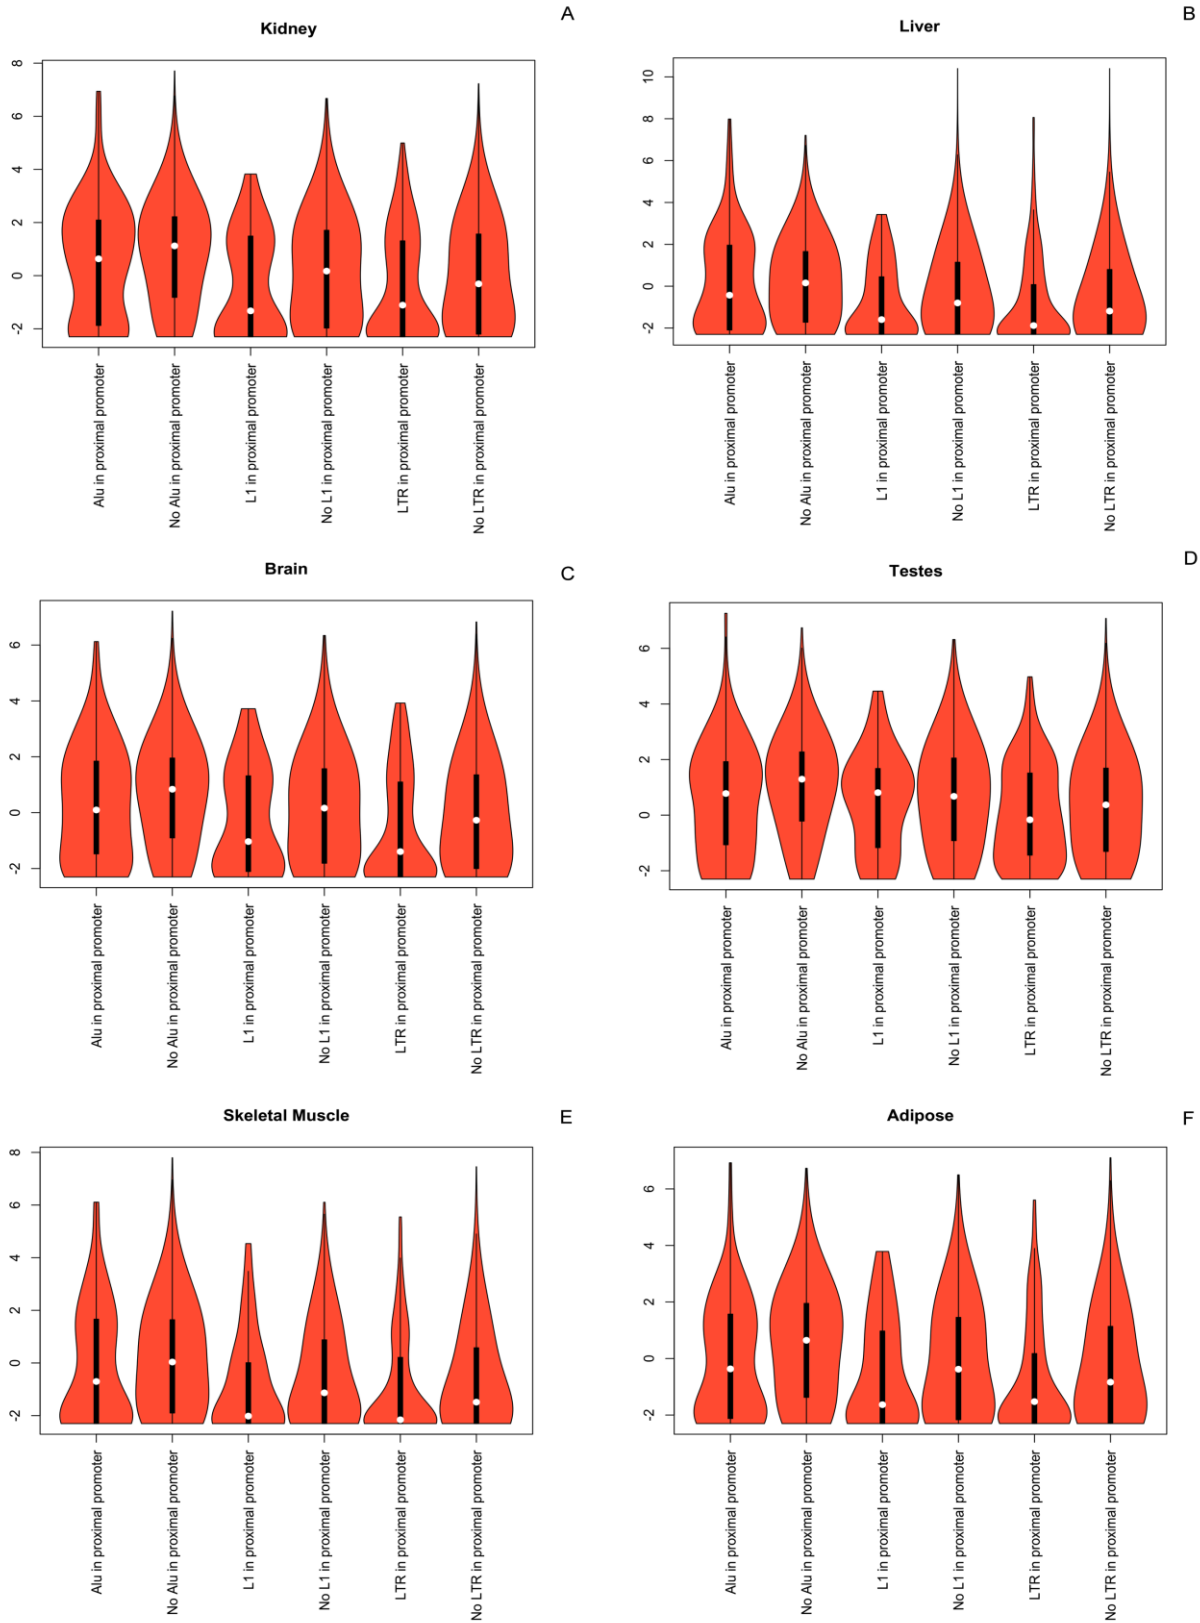 A
Kidney
8
6
4
2
0
-2
Alu in proximal promoter
No Alu in proximal promoter
L1 in proximal promoter
No L1 in proximal promoter
LTR in proximal promoter
No LTR in proximal promoter
B
Liver
10
8
6
4
2
0
-2
Alu in proximal promoter
No Alu in proximal promoter
L1 in proximal promoter
No L1 in proximal promoter
LTR in proximal promoter
No LTR in proximal promoter
C
Brain
6
4
2
0
-2
Alu in proximal promoter
No Alu in proximal promoter
L1 in proximal promoter
No L1 in proximal promoter
LTR in proximal promoter
No LTR in proximal promoter
D
Testes
6
4
2
0
-2
Alu in proximal promoter
No Alu in proximal promoter
L1 in proximal promoter
No L1 in proximal promoter
LTR in proximal promoter
No LTR in proximal promoter
E
Skeletal Muscle
8
6
4
2
0
-2
Alu in proximal promoter
No Alu in proximal promoter
L1 in proximal promoter
No L1 in proximal promoter
LTR in proximal promoter
No LTR in proximal promoter
F
Adipose
6
4
2
0
-2
Alu in proximal promoter
No Alu in proximal promoter
L1 in proximal promoter
No L1 in proximal promoter
LTR in proximal promoter
No LTR in proximal promoter